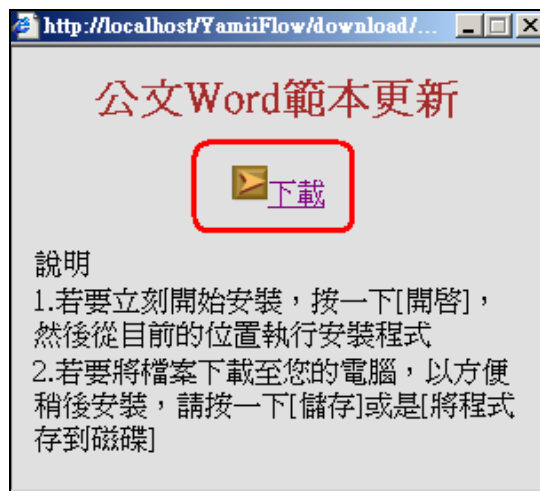 http://localhost/YamiiFlow/download/...
公文Word範本更新
下載
說明
1.若要立刻開始安裝，按一下[開啓]，
然後從目前的位置執行安裝程式
2.若要將檔案下載至您的電腦，以方便
稍後安裝，請按一下[儲存]或是[將程式
存到磁碟]